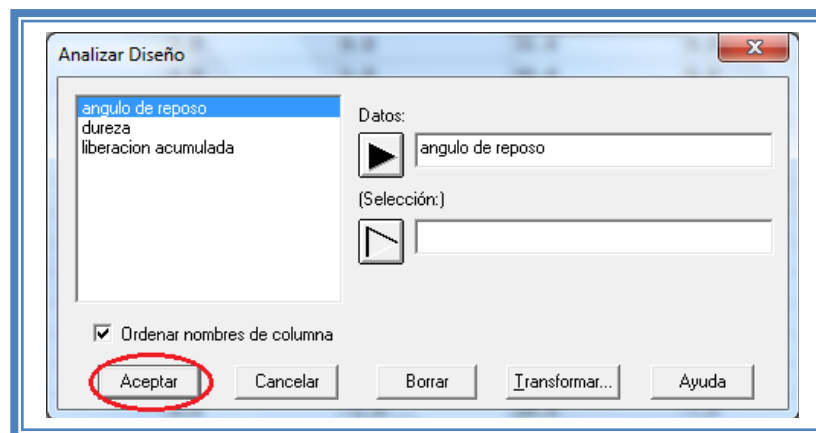 Analizar Diseño
angulo de reposo
dureza
liberacion acumulada
Datos:
angulo de reposo
(Selección:)
Ordenar nombres de columna
Aceptar Cancelar Borrar Transformar... Ayuda